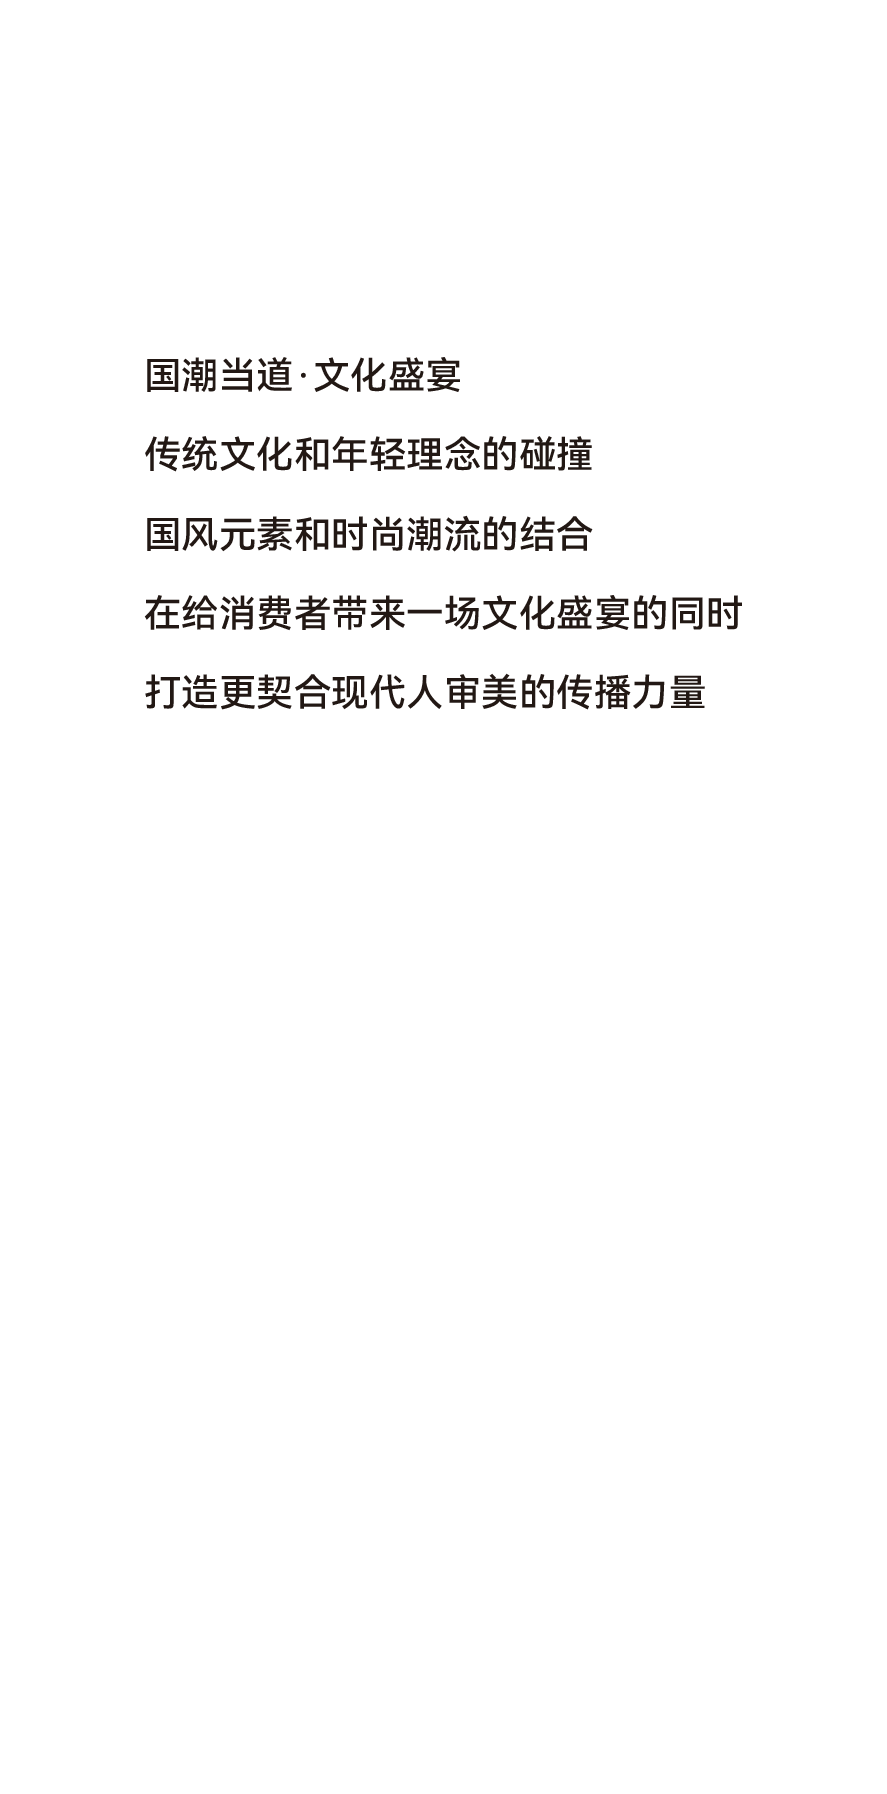 国潮当道·文化盛宴
传统文化和年轻理念的碰撞
国风元素和时尚潮流的结合
在给消费者带来一场文化盛宴的同时
打造更契合现代人审美的传播力量